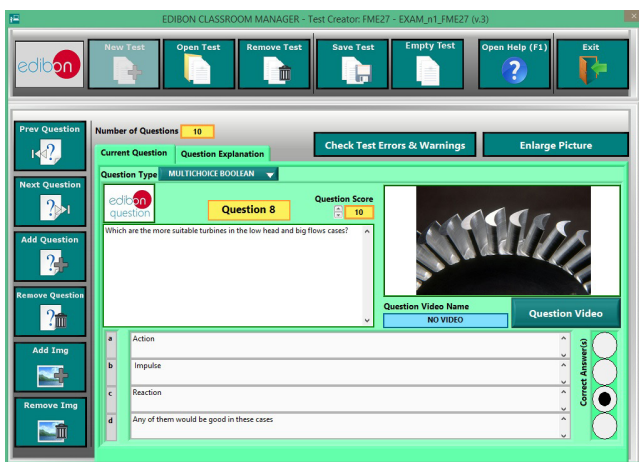 EDIBON CLASSROOM MANAGER - Test Creator: FME27 - EXAM_n1_FME27 (v.3)
edibon
New Test
Open Test
Remove Test
Save Test
Empty Test
Open Help (F1)
Exit
Prev Question
Next Question
Add Question
Remove Question
Add Img
Remove Img
Number of Questions 10
Check Test Errors & Warnings
Enlarge Picture
Current Question
Question Explanation
Question Type MULTICHOICE BOOLEAN
edibon
question
Question 8
Question Score
10
Which are the more suitable turbines in the low head and big flows cases?
Question Video Name
NO VIDEO
Question Video
a Action
b Impulse
c Reaction
d Any of them would be good in these cases
Correct Answer(s)